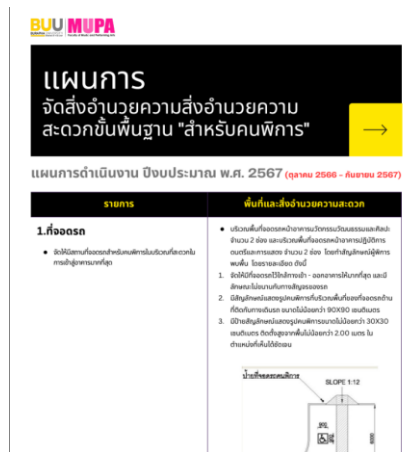 BUU MUPA
แผนการ
จัดสิ่งอำนวยความสิ่งอำนวยความ
สะดวกขั้นพื้นฐาน "สำหรับคนพิการ"
แผนการดำเนินงาน ปีงบประมาณ พ.ศ. 2567 (ตุลาคม 2566 - กันยายน 2567)
รายการ
พื้นที่และสิ่งอำนวยความสะดวก
1.ที่จอดรถ
• จัดให้มีสถานที่จอดรถสำหรับคนพิการในบริเวณที่สะดวกใน
การเข้าสู่อาคารมากที่สุด
• บริเวณพื้นที่จอดรถหน้าอาคารนวัตกรรมวัฒนธรรมและศิลปะ
จำนวน 2 ช่อง และบริเวณพื้นที่จอดรถหน้าอาคารปฏิบัติการ
ดนตรีและการแสดง จำนวน 2 ช่อง โดยทำสัญลักษณ์ผู้พิการ
พบพื้น โดยรายละเอียด ดังนี้
1. จัดให้มีที่จอดรถไว้ใกล้ทางเข้า - ออกอาคารให้มากที่สุด และมี
ลักษณะไม่ขนานกับทางสัญจรของรถ
2. มีสัญลักษณ์แสดงรูปคนพิการที่บริเวณพื้นที่ของที่จอดรถด้าน
ที่ติดกับทางเดินรถ ขนาดไม่น้อยกว่า 90X90 เซนติเมตร
3. มีป้ายสัญลักษณ์แสดงรูปคนพิการขนาดไม่น้อยกว่า 30X30
เซนติเมตร ติดตั้งสูงจากพื้นไม่น้อยกว่า 2.00 เมตร ใน
ตำแหน่งที่เห็นได้ชัดเจน
ป้ายที่จอดรถคนพิการ
SLOPE 1:12
900
6000